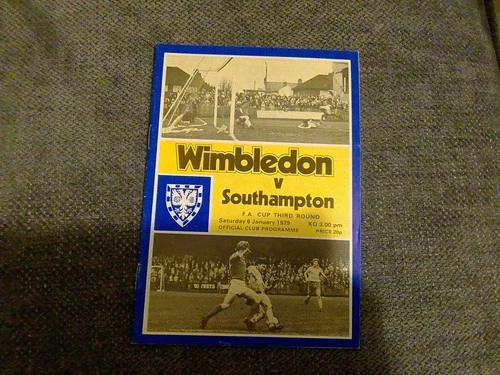 Wimbledon
v
Southampton
F.A. CUP THIRD ROUND
Saturday 6 January 1979 KO 3.00 pm
OFFICIAL CLUB PROGRAMME PRICE 20p